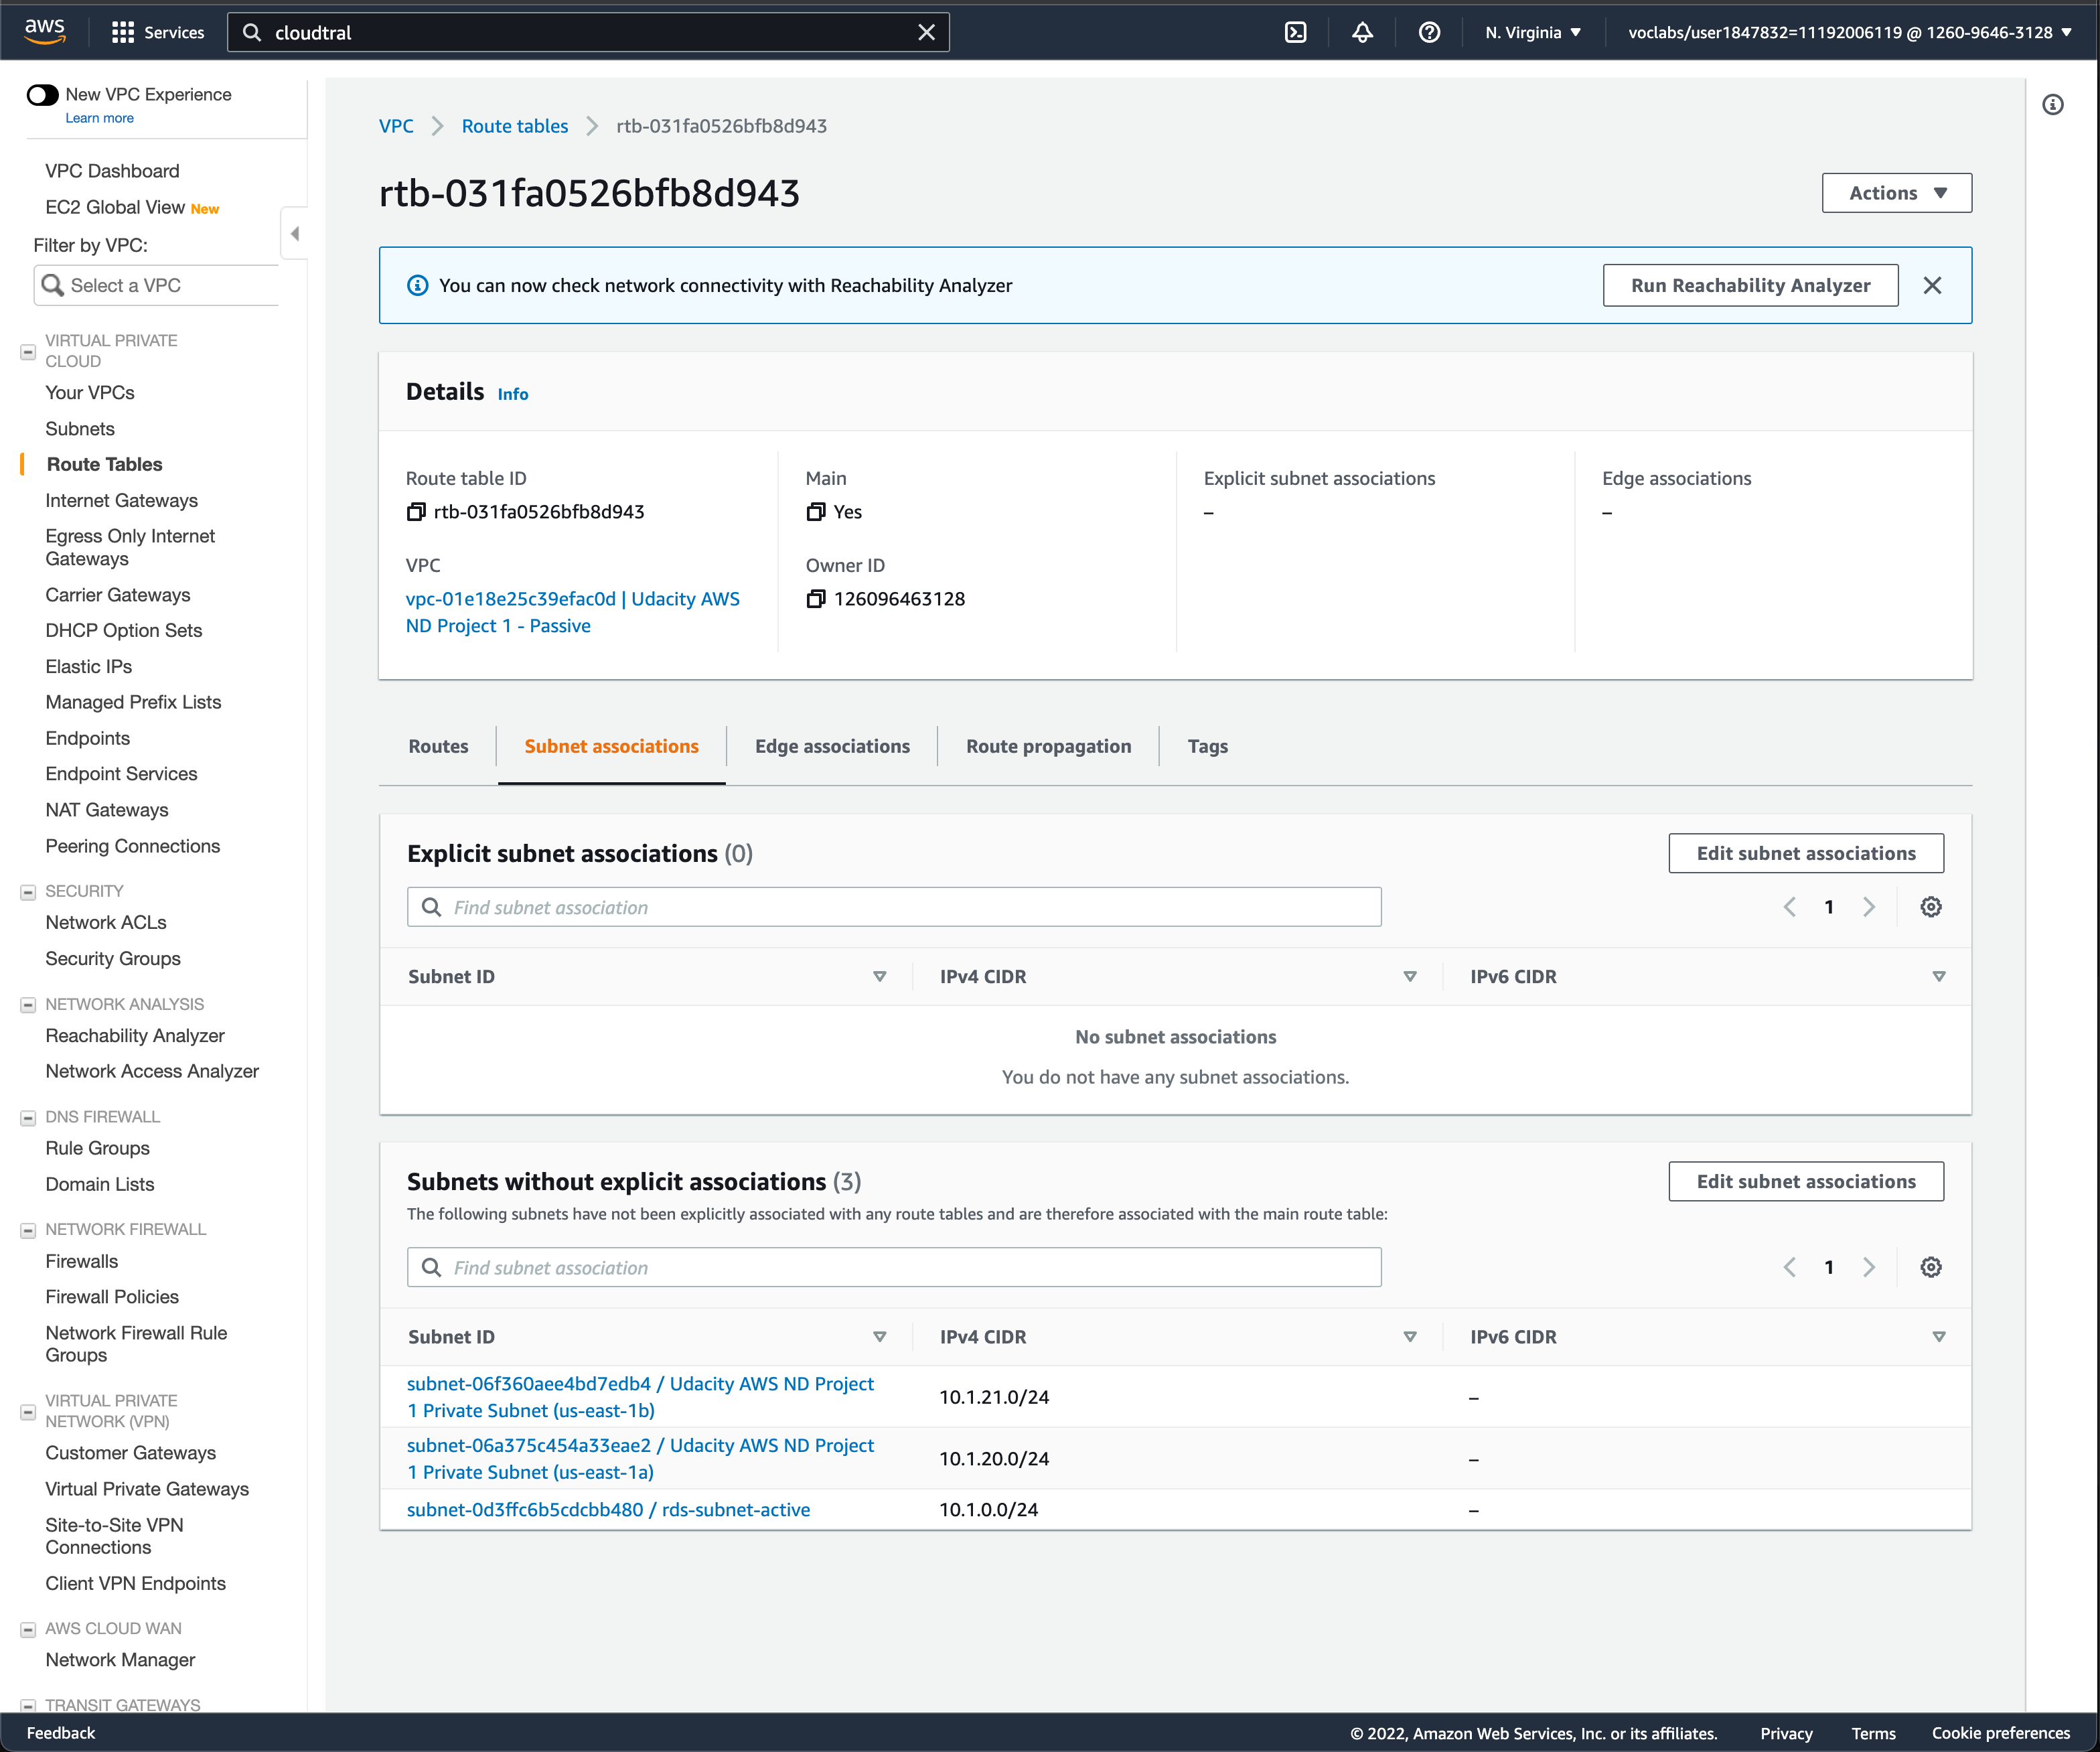 aws
Services
cloudtral
N. Virginia
voclabs/user1847832=11192006119 @ 1260-9646-3128
New VPC Experience
Learn more
VPC Dashboard
EC2 Global View New
Filter by VPC:
Select a VPC
VIRTUAL PRIVATE
CLOUD
Your VPCs
Subnets
Route Tables
Internet Gateways
Egress Only Internet
Gateways
Carrier Gateways
DHCP Option Sets
Elastic IPs
Managed Prefix Lists
Endpoints
Endpoint Services
NAT Gateways
Peering Connections
SECURITY
Network ACLs
Security Groups
NETWORK ANALYSIS
Reachability Analyzer
Network Access Analyzer
DNS FIREWALL
Rule Groups
Domain Lists
NETWORK FIREWALL
Firewalls
Firewall Policies
Network Firewall Rule
Groups
VIRTUAL PRIVATE
NETWORK (VPN)
Customer Gateways
Virtual Private Gateways
Site-to-Site VPN
Connections
Client VPN Endpoints
AWS CLOUD WAN
Network Manager
TRANSIT GATEWAYS
VPC > Route tables > rtb-031fa0526bfb8d943
rtb-031fa0526bfb8d943
Actions
You can now check network connectivity with Reachability Analyzer
Run Reachability Analyzer
Details Info
Route table ID
rtb-031fa0526bfb8d943
Main
Yes
Explicit subnet associations
–
Edge associations
–
VPC
vpc-01e18e25c39efac0d | Udacity AWS
ND Project 1 - Passive
Owner ID
126096463128
Routes
Subnet associations
Edge associations
Route propagation
Tags
Explicit subnet associations (0)
Edit subnet associations
Find subnet association
1
Subnet ID
IPv4 CIDR
IPv6 CIDR
No subnet associations
You do not have any subnet associations.
Subnets without explicit associations (3)
Edit subnet associations
The following subnets have not been explicitly associated with any route tables and are therefore associated with the main route table:
Find subnet association
1
Subnet ID
IPv4 CIDR
IPv6 CIDR
subnet-06f360aee4bd7edb4 / Udacity AWS ND Project
1 Private Subnet (us-east-1b)
10.1.21.0/24
–
subnet-06a375c454a33eae2 / Udacity AWS ND Project
1 Private Subnet (us-east-1a)
10.1.20.0/24
–
subnet-0d3ffc6b5cdcbb480 / rds-subnet-active
10.1.0.0/24
–
Feedback
© 2022, Amazon Web Services, Inc. or its affiliates.
Privacy
Terms
Cookie preferences